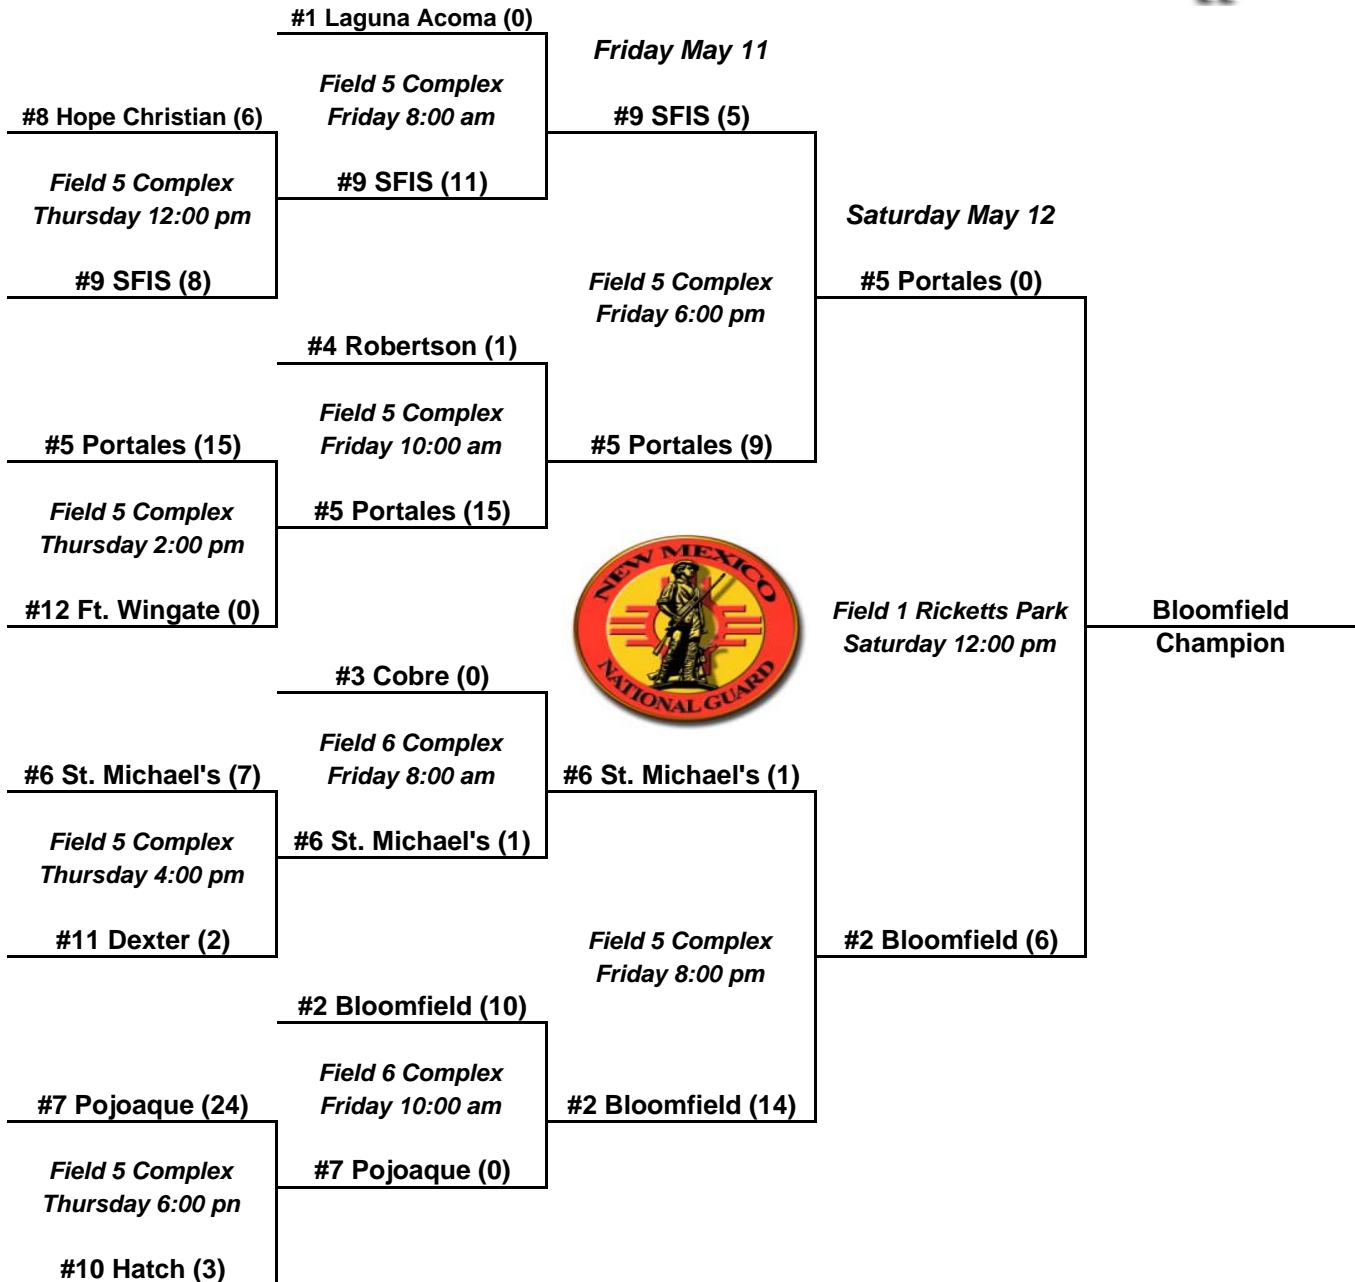 #1 Laguna Acoma (0)
Friday May 11
Field 5 Complex
Friday 8:00 am
#8 Hope Christian (6)
#9 SFIS (5)
Field 5 Complex
Thursday 12:00 pm
#9 SFIS (11)
Saturday May 12
#9 SFIS (8)
Field 5 Complex
Friday 6:00 pm
#5 Portales (0)
#4 Robertson (1)
Field 5 Complex
Friday 10:00 am
#5 Portales (15)
#5 Portales (9)
Field 5 Complex
Thursday 2:00 pm
#5 Portales (15)
NEW MEXICO
NATIONAL GUARD
#12 Ft. Wingate (0)
Field 1 Ricketts Park
Saturday 12:00 pm
Bloomfield
Champion
#3 Cobre (0)
Field 6 Complex
Friday 8:00 am
#6 St. Michael's (7)
#6 St. Michael's (1)
Field 5 Complex
Thursday 4:00 pm
#6 St. Michael's (1)
#11 Dexter (2)
Field 5 Complex
Friday 8:00 pm
#2 Bloomfield (6)
#2 Bloomfield (10)
Field 6 Complex
Friday 10:00 am
#7 Pojoaque (24)
#2 Bloomfield (14)
Field 5 Complex
Thursday 6:00 pn
#7 Pojoaque (0)
#10 Hatch (3)